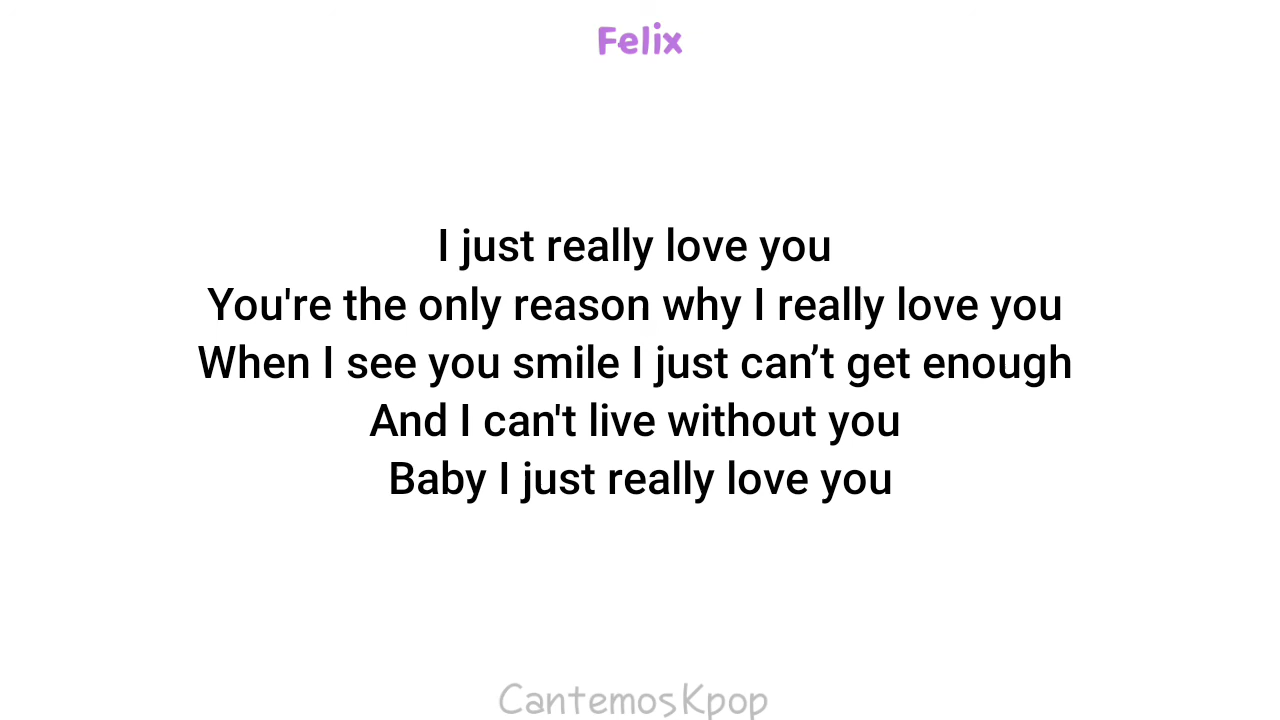 Felix
I just really love you
You're the only reason why I really love you
When I see you smile I just can’t get enough
And I can't live without you
Baby I just really love you
CantemosKpop